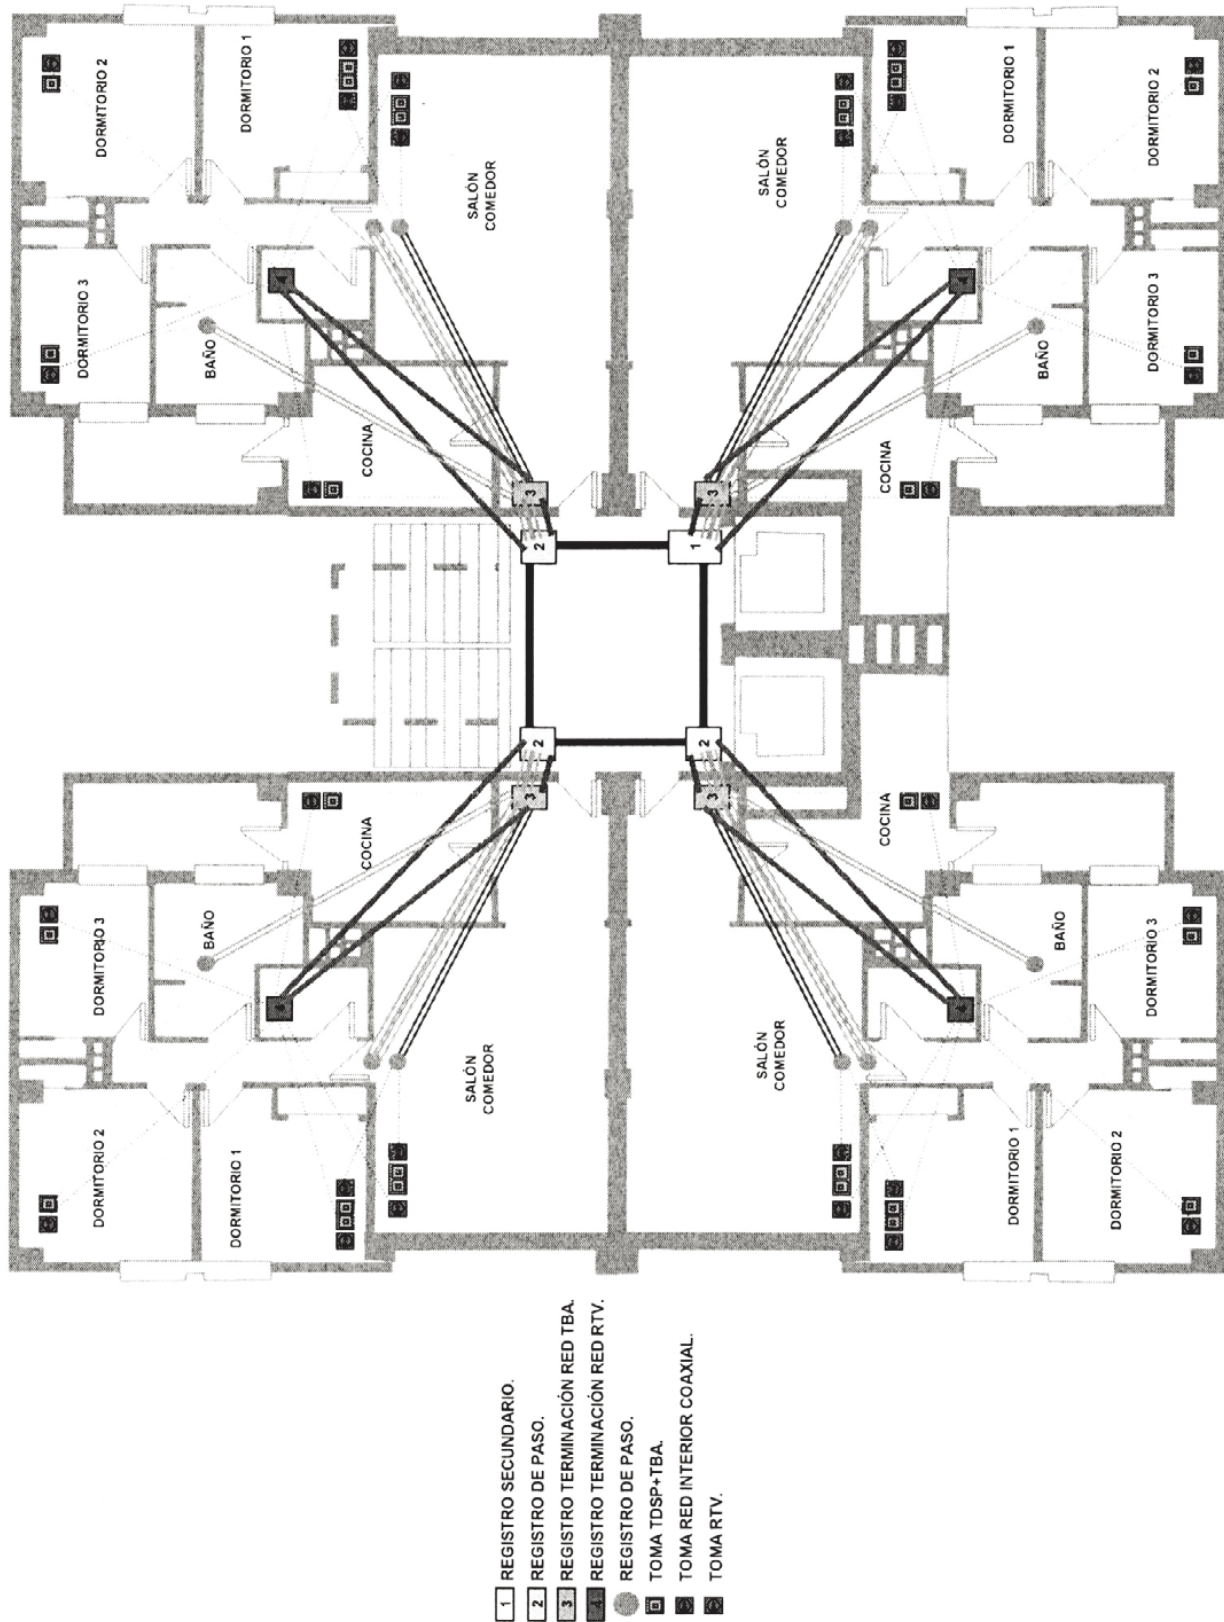 1 REGISTRO SECUNDARIO.
2 REGISTRO DE PASO.
3 REGISTRO TERMINACIÓN RED TBA.
4 REGISTRO TERMINACIÓN RED RTV.
REGISTRO DE PASO.
TOMA TDSP+TBA.
TOMA RED INTERIOR COAXIAL.
TOMA RTV.
DORMITORIO 2
DORMITORIO 3
DORMITORIO 1
BAÑO
4
COCINA
SALÓN
COMEDOR
3
2
DORMITORIO 3
DORMITORIO 2
BAÑO
DORMITORIO 1
4
COCINA
SALÓN
COMEDOR
2
3
SALÓN
COMEDOR
3
2
COCINA
4
DORMITORIO 1
BAÑO
DORMITORIO 2
DORMITORIO 3
1
3
SALÓN
COMEDOR
COCINA
4
DORMITORIO 1
BAÑO
DORMITORIO 3
DORMITORIO 2